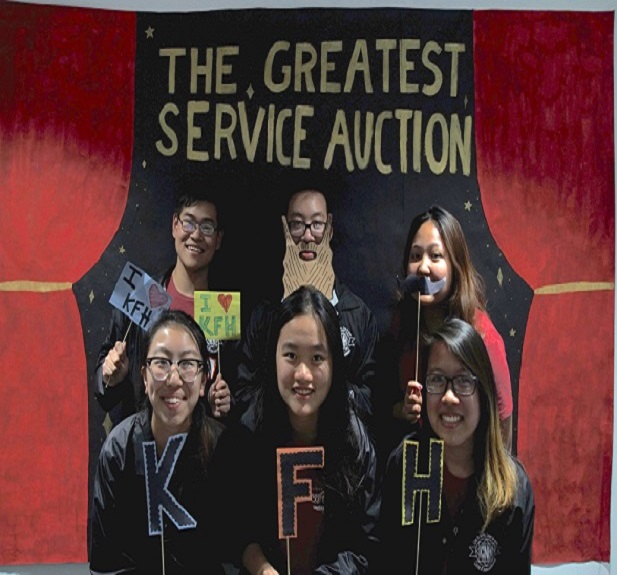 THE GREATEST
SERVICE AUCTION
I ♥
KFH
I ♥
KFH
K F H